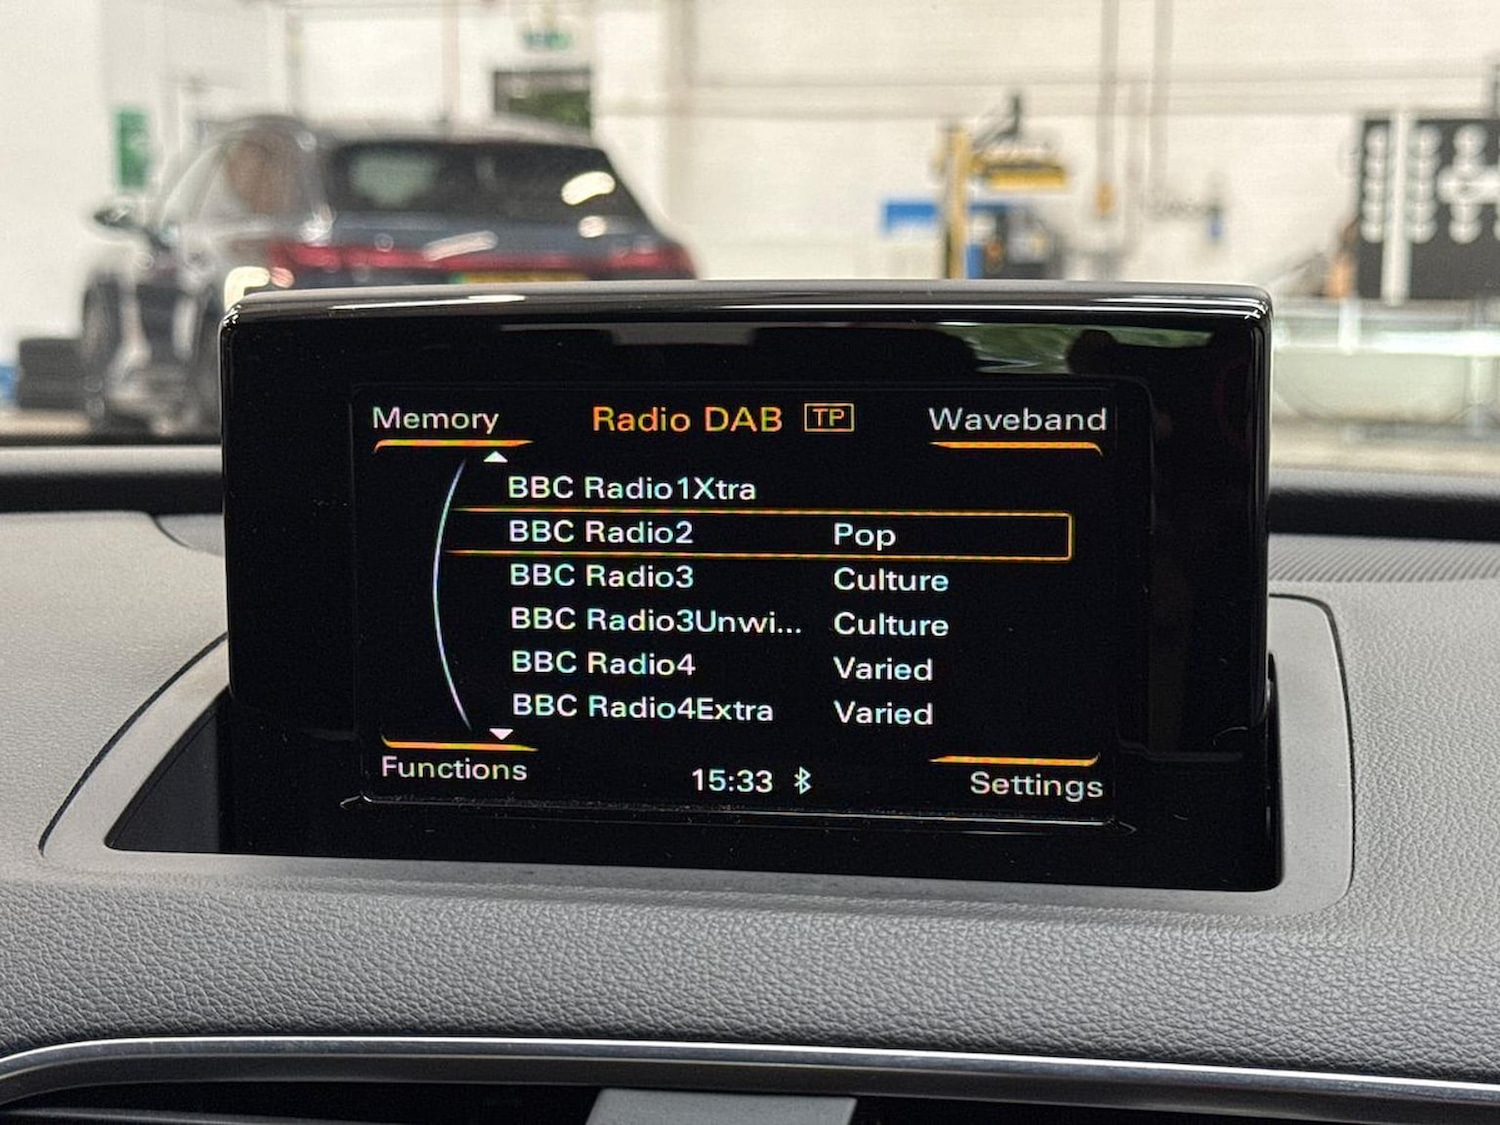 Memory Radio DAB TP Waveband
BBC Radio1Xtra
BBC Radio2 Pop
BBC Radio3 Culture
BBC Radio3Unwi... Culture
BBC Radio4 Varied
BBC Radio4Extra Varied
Functions 15:33 Settings